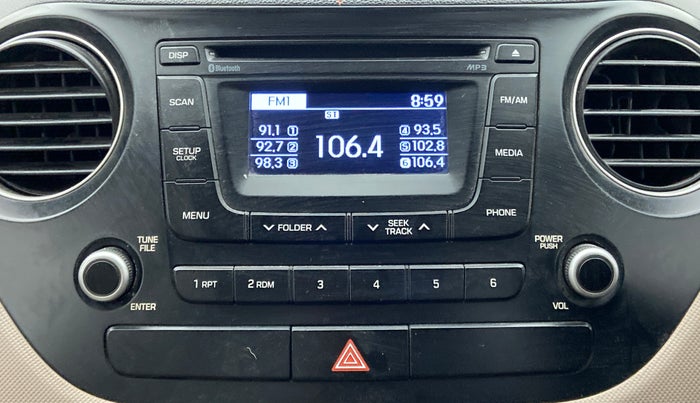 DISP
Bluetooth
MP3
SCAN
FM1
8:59
FM/AM
ST
91,1 1
4 93,5
SETUP
CLOCK
92,7 2
106.4
5 102,8
MEDIA
98,3 3
6 106,4
MENU
FOLDER
SEEK
TRACK
PHONE
TUNE
FILE
POWER
PUSH
1 RPT
2 RDM
3
4
5
6
ENTER
VOL